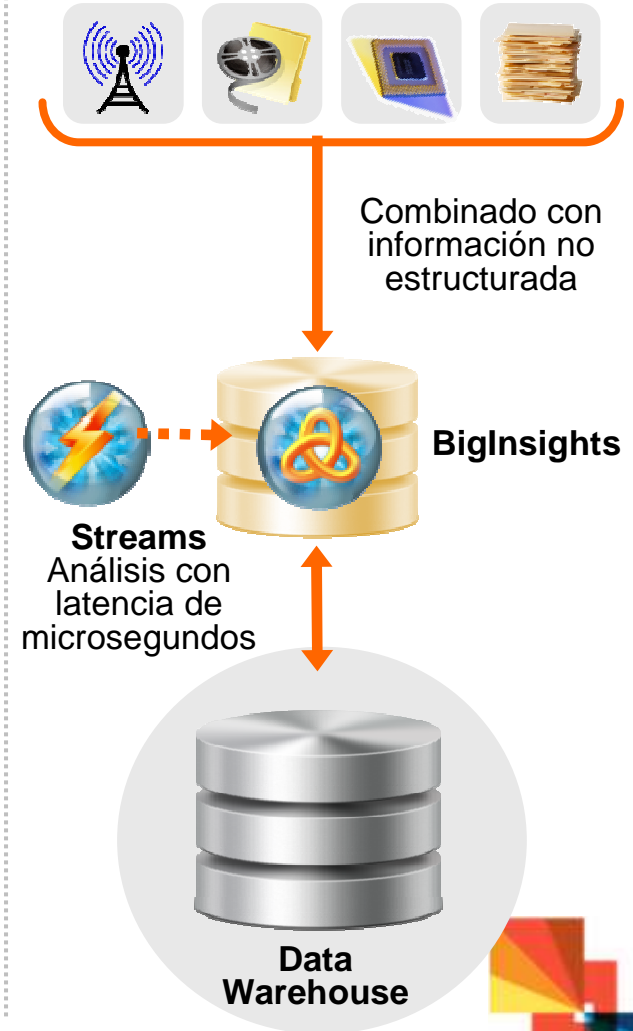 Combinado con
información no
estructurada
BigInsights
Streams
Análisis con
latencia de
microsegundos
Data
Warehouse